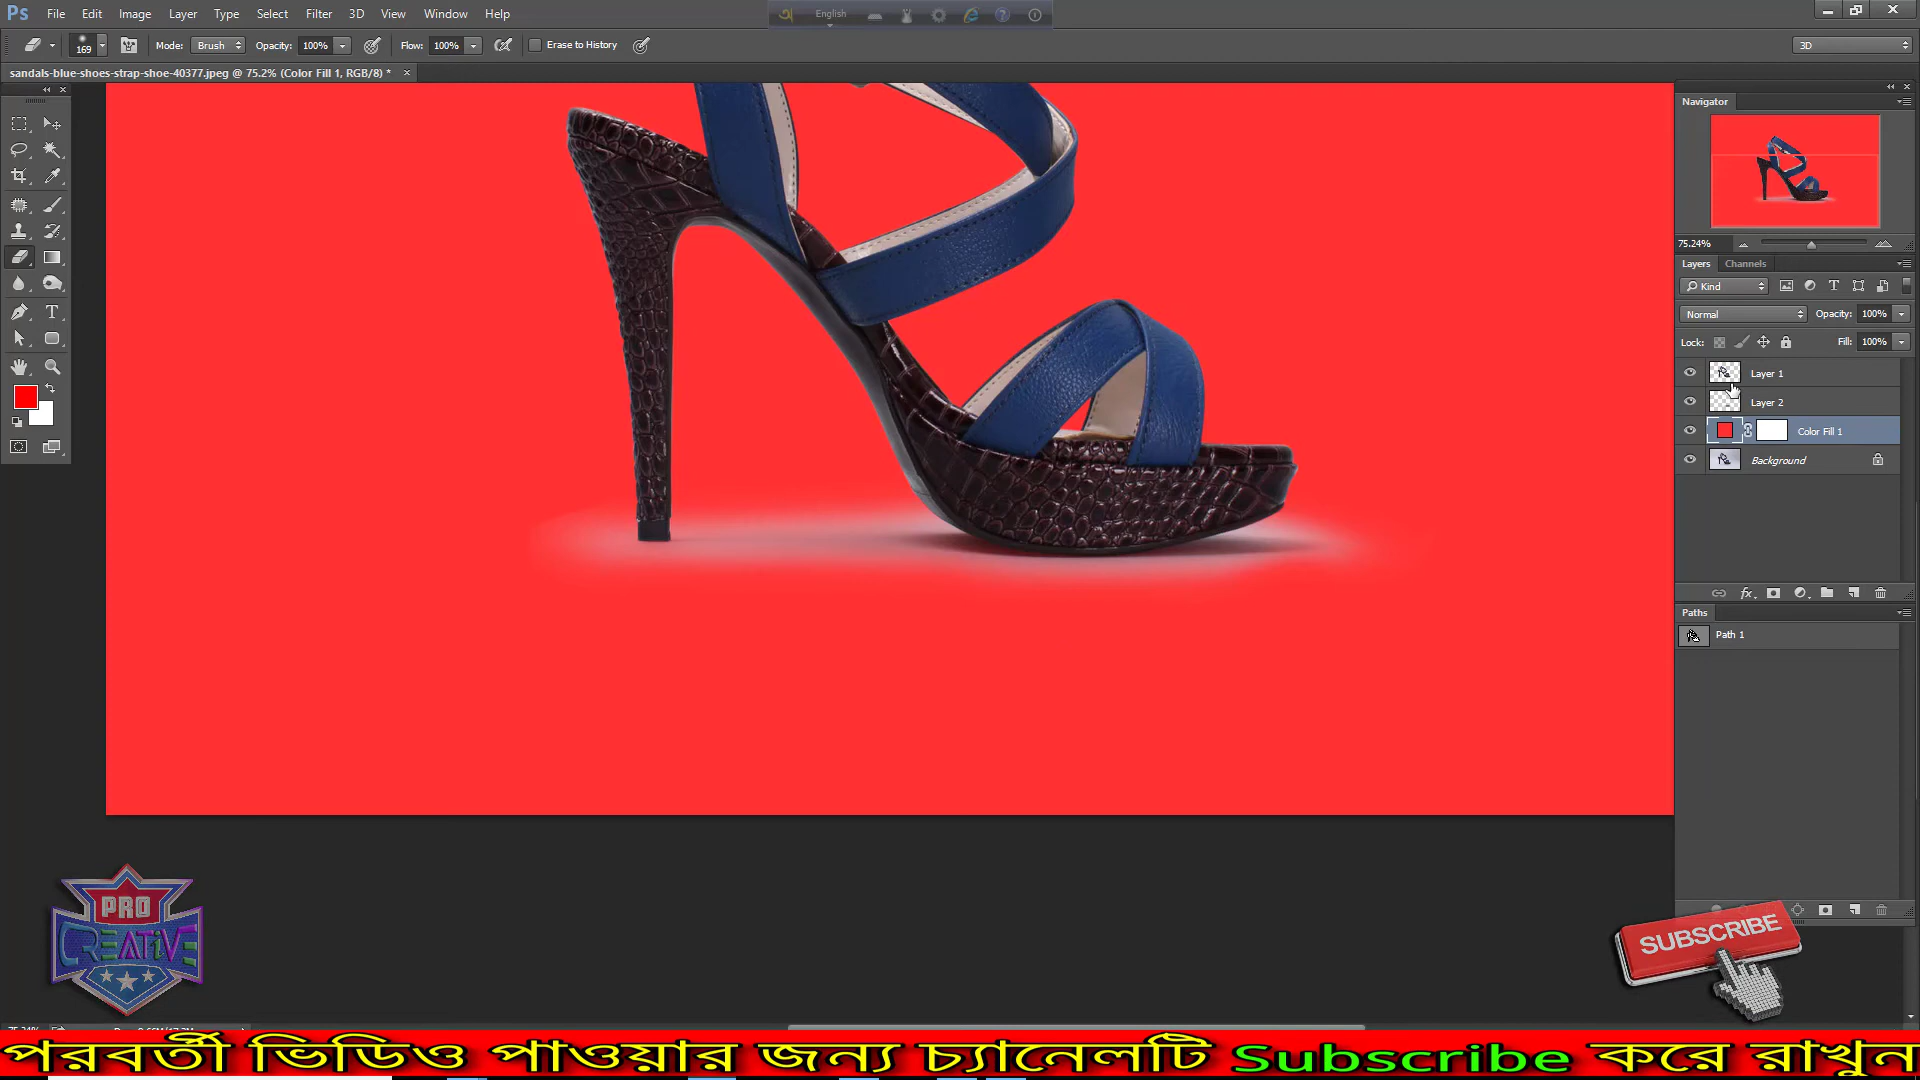 Ps File Edit Image Layer Type Select Filter 3D View Window Help
English
169 Mode: Brush Opacity: 100% Flow: 100% Erase to History 3D
sandals-blue-shoes-strap-shoe-40377.jpeg @ 75.2% (Color Fill 1, RGB/8) *
Navigator
75.24%
Layers Channels
Kind
Normal Opacity: 100%
Lock: Fill: 100%
Layer 1
Layer 2
Color Fill 1
Background
Paths
Path 1
PRO
CREATIVE
SUBSCRIBE
পরবর্তী ভিডিও পাওয়ার জন্য চ্যানেলটি Subscribe করে রাখুন